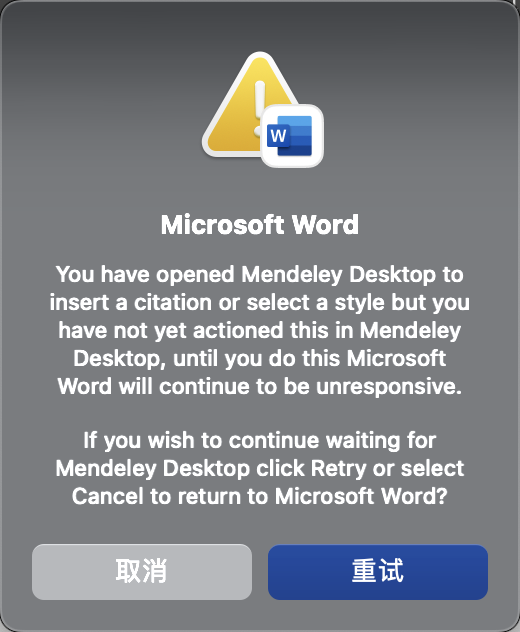 W
Microsoft Word
You have opened Mendeley Desktop to
insert a citation or select a style but you
have not yet actioned this in Mendeley
Desktop, until you do this Microsoft
Word will continue to be unresponsive.
If you wish to continue waiting for
Mendeley Desktop click Retry or select
Cancel to return to Microsoft Word?
取消
重试